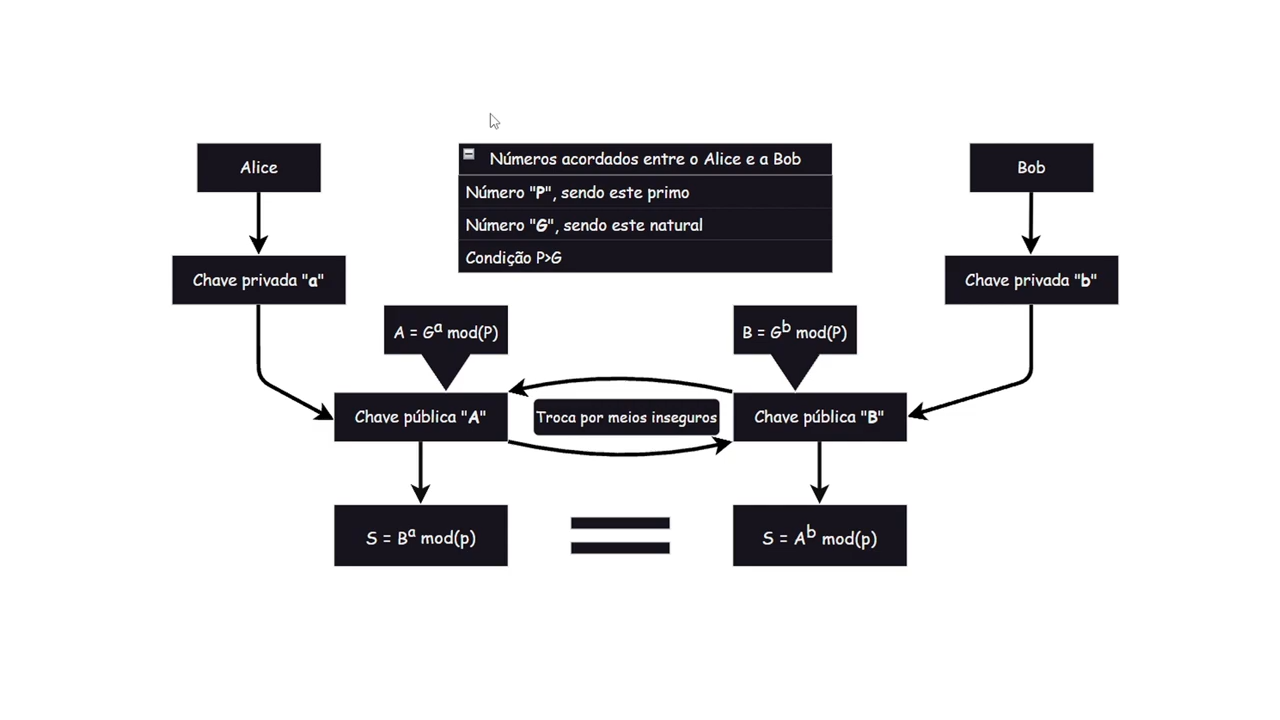 Alice
Números acordados entre o Alice e a Bob
Bob
Número "P", sendo este primo
Número "G", sendo este natural
Condição P>G
Chave privada "a"
Chave privada "b"
A = Gᵃ mod(P)
B = Gᵇ mod(P)
Chave pública "A"
Troca por meios inseguros
Chave pública "B"
S = Bᵃ mod(p)
S = Aᵇ mod(p)